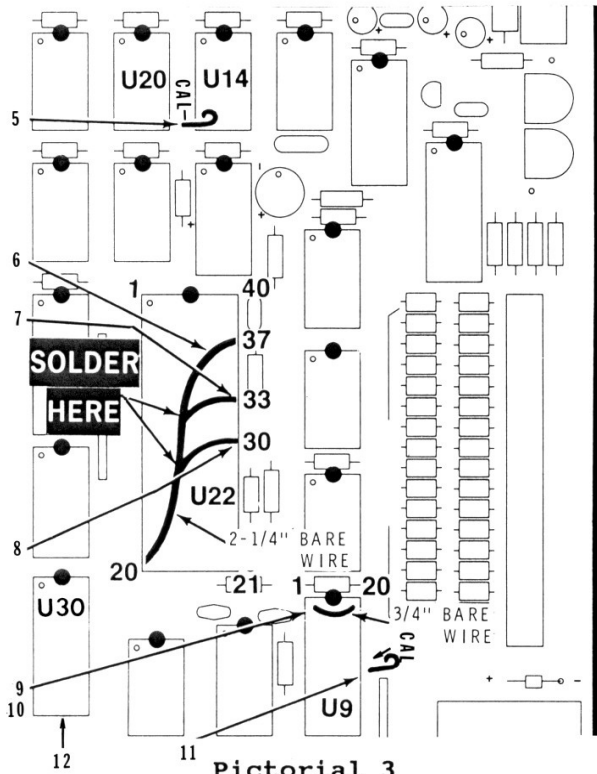 U20
CAL-
U14
5
6
7
1
40
37
SOLDER
HERE
33
30
U22
2-1/4" BARE
WIRE
8
20
21
1
20
U30
3/4" BARE
WIRE
CAL
9
10
U9
11
12
Pictorial 3